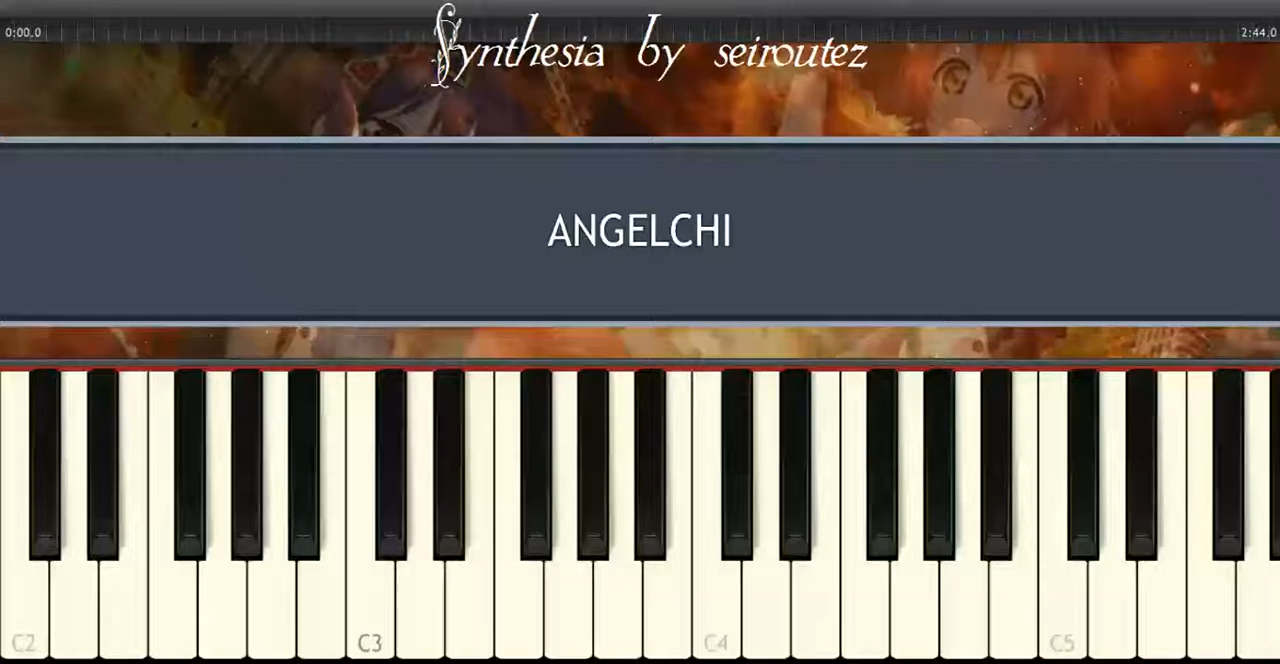 Synthesia by seiroutez
0:00.0
2:44.0
ANGELCHI
C2
C3
C4
C5